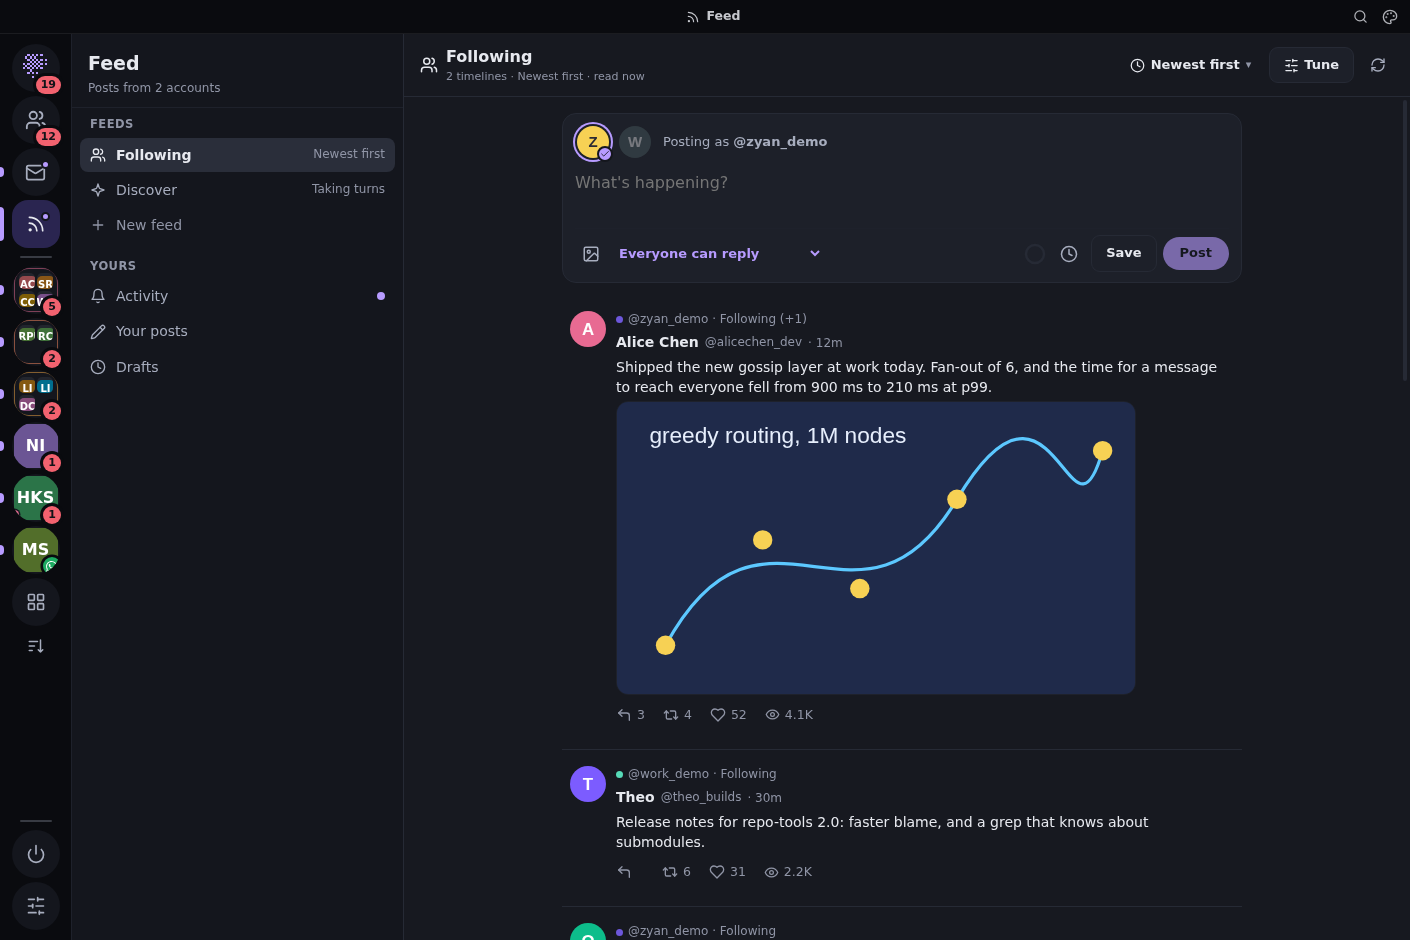 Feed
19
12
5
AC
SR
CC
2
RP
RC
2
LI
LI
DC
NI
1
HKS
1
MS
Feed
Posts from 2 accounts
FEEDS
Following
Newest first
Discover
Taking turns
New feed
YOURS
Activity
Your posts
Drafts
Following
2 timelines · Newest first · read now
Newest first
Tune
Z
W
Posting as @zyan_demo
What's happening?
Everyone can reply
Save
Post
A
@zyan_demo · Following (+1)
Alice Chen @alicechen_dev · 12m
Shipped the new gossip layer at work today. Fan-out of 6, and the time for a message
to reach everyone fell from 900 ms to 210 ms at p99.
greedy routing, 1M nodes
3 4 52 4.1K
T
@work_demo · Following
Theo @theo_builds · 30m
Release notes for repo-tools 2.0: faster blame, and a grep that knows about
submodules.
6 31 2.2K
@zyan_demo · Following